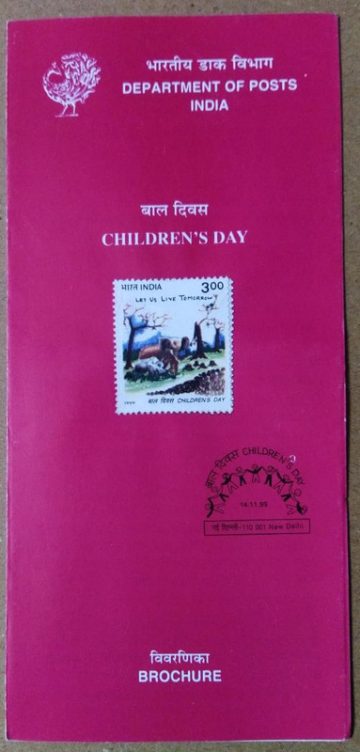 भारतीय डाक विभाग
DEPARTMENT OF POSTS
INDIA
बाल दिवस
CHILDREN'S DAY
भारत INDIA 3.00
LET US LIVE TOMORROW
बाल दिवस CHILDREN'S DAY
बाल दिवस CHILDREN'S DAY
14.11.99
नई दिल्ली-110 001 New Delhi
विवरणिका
BROCHURE